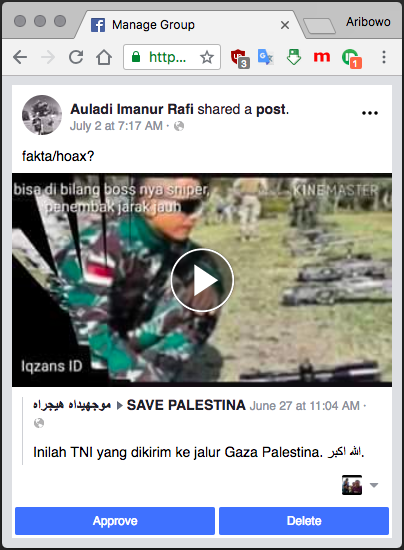 Manage Group
Aribowo
https://...
3
1
Auladi Imanur Rafi shared a post.
July 2 at 7:17 AM ·
fakta/hoax?
bisa di bilang boss nya sniper,
penembak jarak jauh
KINEMASTER
Iqzans ID
موجهيداه هيجراه ▸ SAVE PALESTINA June 27 at 11:04 AM ·
Inilah TNI yang dikirim ke jalur Gaza Palestina. الله اكبر.
Approve
Delete